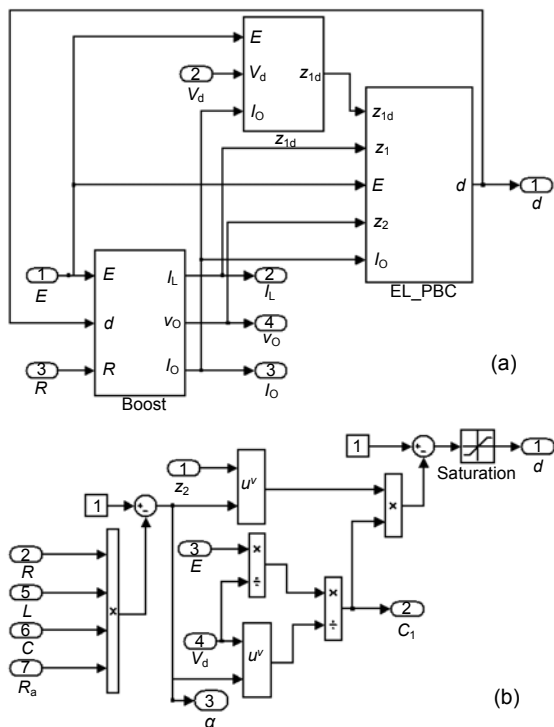 E
2
V_d
V_d
z_1d
I_O
z_1d
z_1d
z_1
E
d
1
d
z_2
I_O
EL_PBC
1
E
E
I_L
2
I_L
d
v_O
4
v_O
3
R
R
I_O
3
I_O
Boost
(a)
1
+
-
1
d
Saturation
1
z_2
u^v
1
+
-
×
2
R
3
E
×
÷
5
L
×
×
÷
2
C_1
6
C
4
V_d
u^v
7
R_a
3
α
(b)